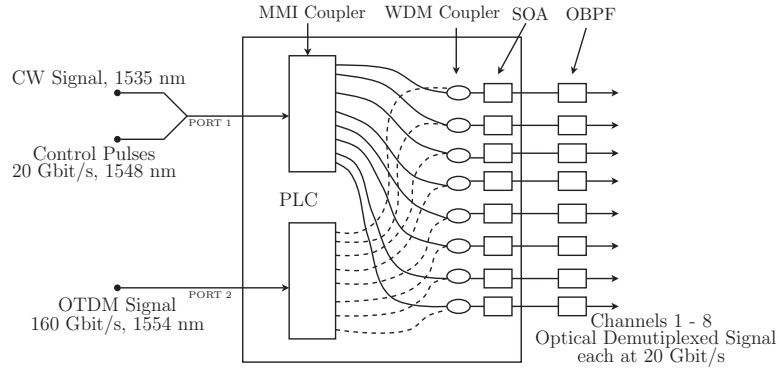 MMI Coupler
WDM Coupler
SOA
OBPF
CW Signal, 1535 nm
PORT 1
Control Pulses
20 Gbit/s, 1548 nm
PLC
PORT 2
OTDM Signal
160 Gbit/s, 1554 nm
Channels 1 - 8
Optical Demutiplexed Signal
each at 20 Gbit/s